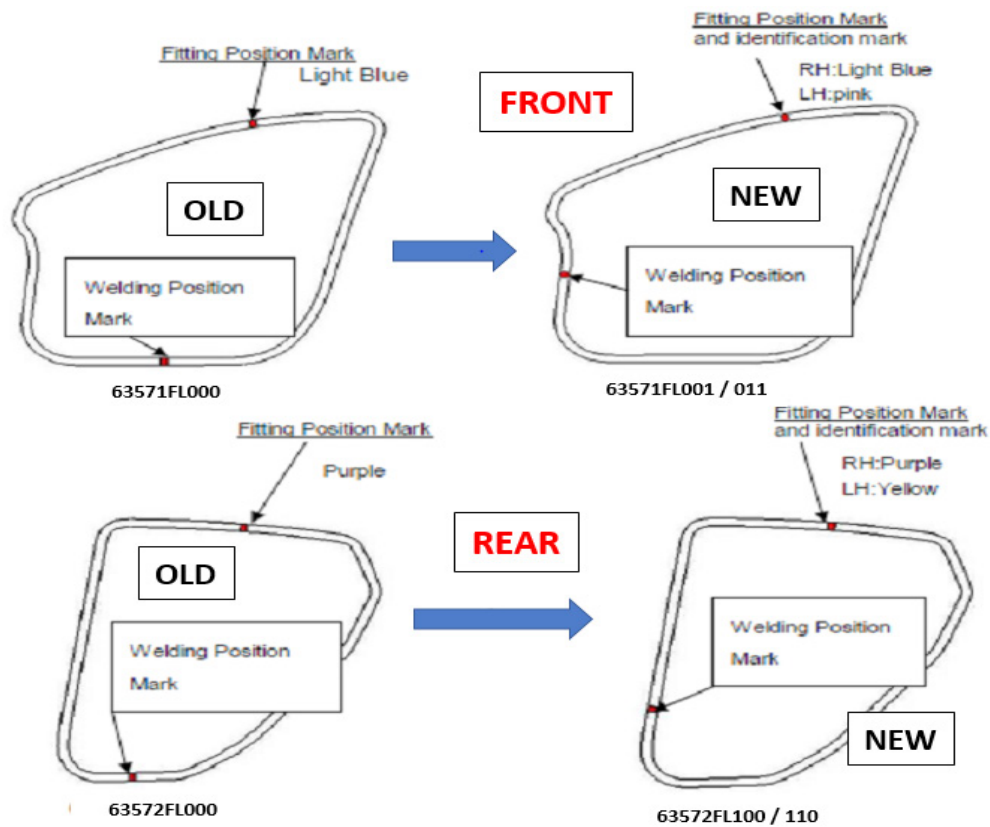 Fitting Position Mark
Light Blue
Fitting Position Mark
and identification mark
RH:Light Blue
LH:pink
FRONT
OLD
NEW
Welding Position
Mark
Welding Position
Mark
63571FL000
63571FL001 / 011
Fitting Position Mark
Purple
Fitting Position Mark
and identification mark
RH:Purple
LH:Yellow
REAR
OLD
Welding Position
Mark
Welding Position
Mark
NEW
63572FL000
63572FL100 / 110